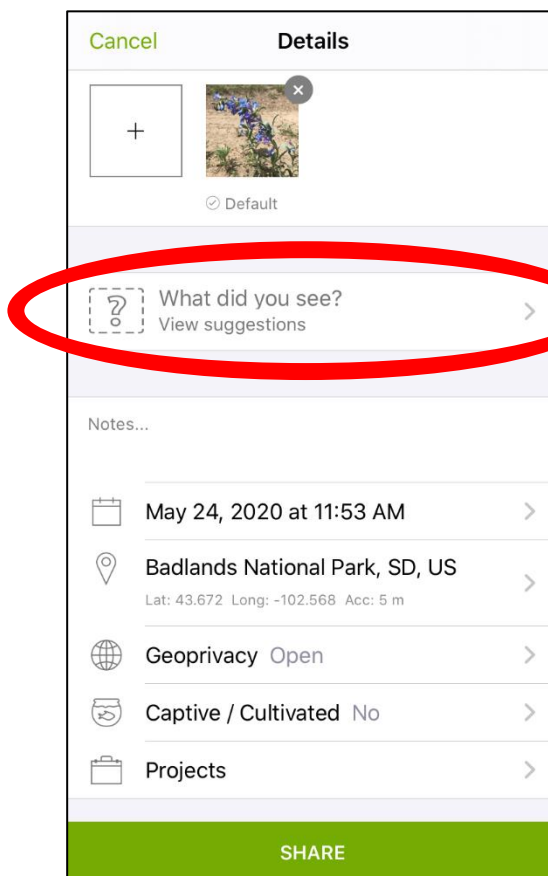 Cancel Details
+
Default
?
What did you see?
View suggestions
Notes...
May 24, 2020 at 11:53 AM
Badlands National Park, SD, US
Lat: 43.672 Long: -102.568 Acc: 5 m
Geoprivacy Open
Captive / Cultivated No
Projects
SHARE